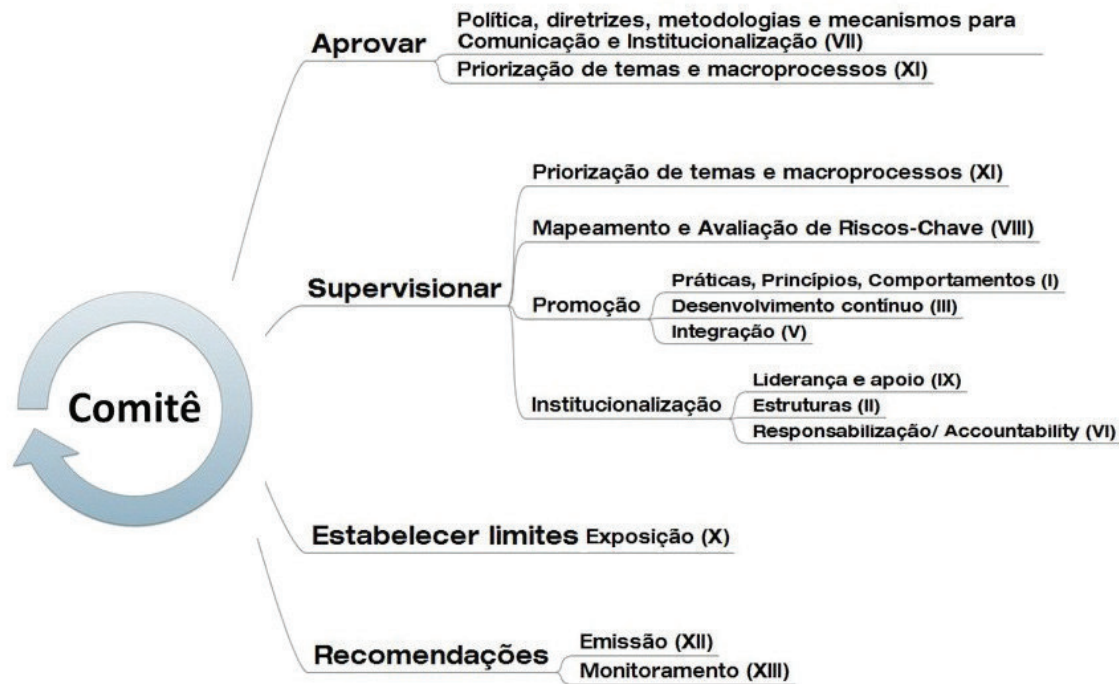 Aprovar
Política, diretrizes, metodologias e mecanismos para
Comunicação e Institucionalização (VII)
Priorização de temas e macroprocessos (XI)
Supervisionar
Priorização de temas e macroprocessos (XI)
Mapeamento e Avaliação de Riscos-Chave (VIII)
Promoção
Práticas, Princípios, Comportamentos (I)
Desenvolvimento contínuo (III)
Integração (V)
Institucionalização
Liderança e apoio (IX)
Estruturas (II)
Responsabilização/ Accountability (VI)
Comitê
Estabelecer limites Exposição (X)
Recomendações
Emissão (XII)
Monitoramento (XIII)